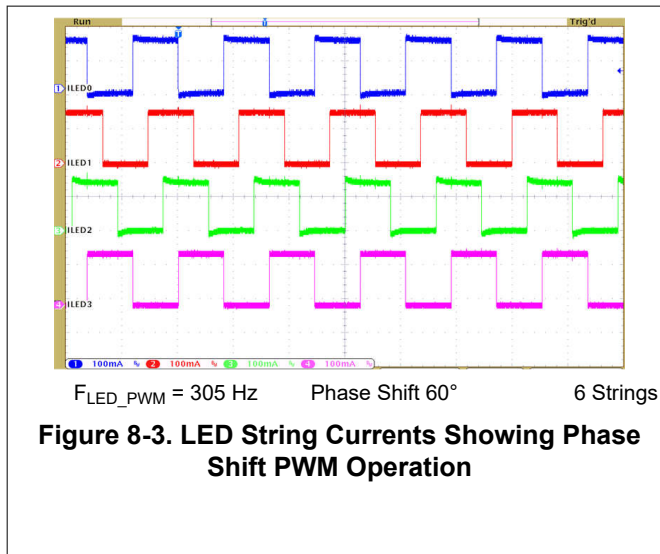 Run Trig'd
T
T
1 ILED0
2 ILED1
3 ILED2
4 ILED3
1 100mA 2 100mA 3 100mA 4 100mA
FLED_PWM = 305 Hz Phase Shift 60° 6 Strings
Figure 8-3. LED String Currents Showing Phase
Shift PWM Operation